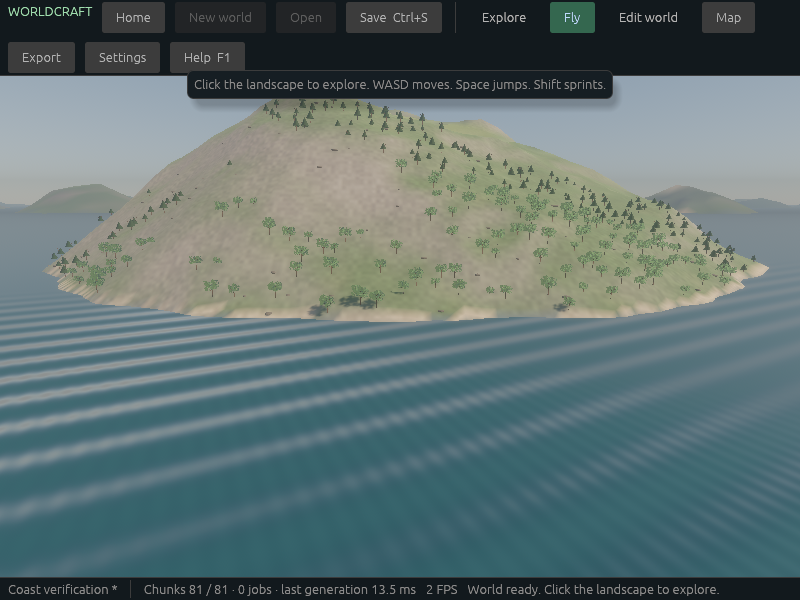 WORLDCRAFT Home New world Open Save Ctrl+S Explore Fly Edit world Map
Export Settings Help F1
Click the landscape to explore. WASD moves. Space jumps. Shift sprints.
Coast verification * Chunks 81 / 81 · 0 jobs · last generation 13.5 ms 2 FPS World ready. Click the landscape to explore.